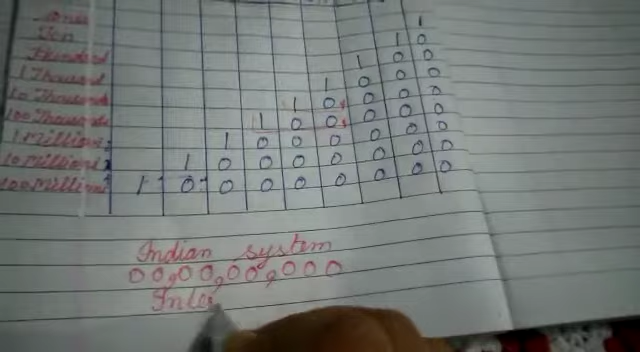 ones 1
Ten 1 0
Hundred 1 0 0
1 Thousand 1 0 0 0
10 Thousand 1 0, 0 0 0
100 Thousand 1 0 0, 0 0 0
1 Million, 1 0 0 0 0 0 0
10 Million, 1 0 0 0 0 0 0 0
100 Million, 1 0 0 0 0 0 0 0 0
Indian system
00,00,00,000
Inter